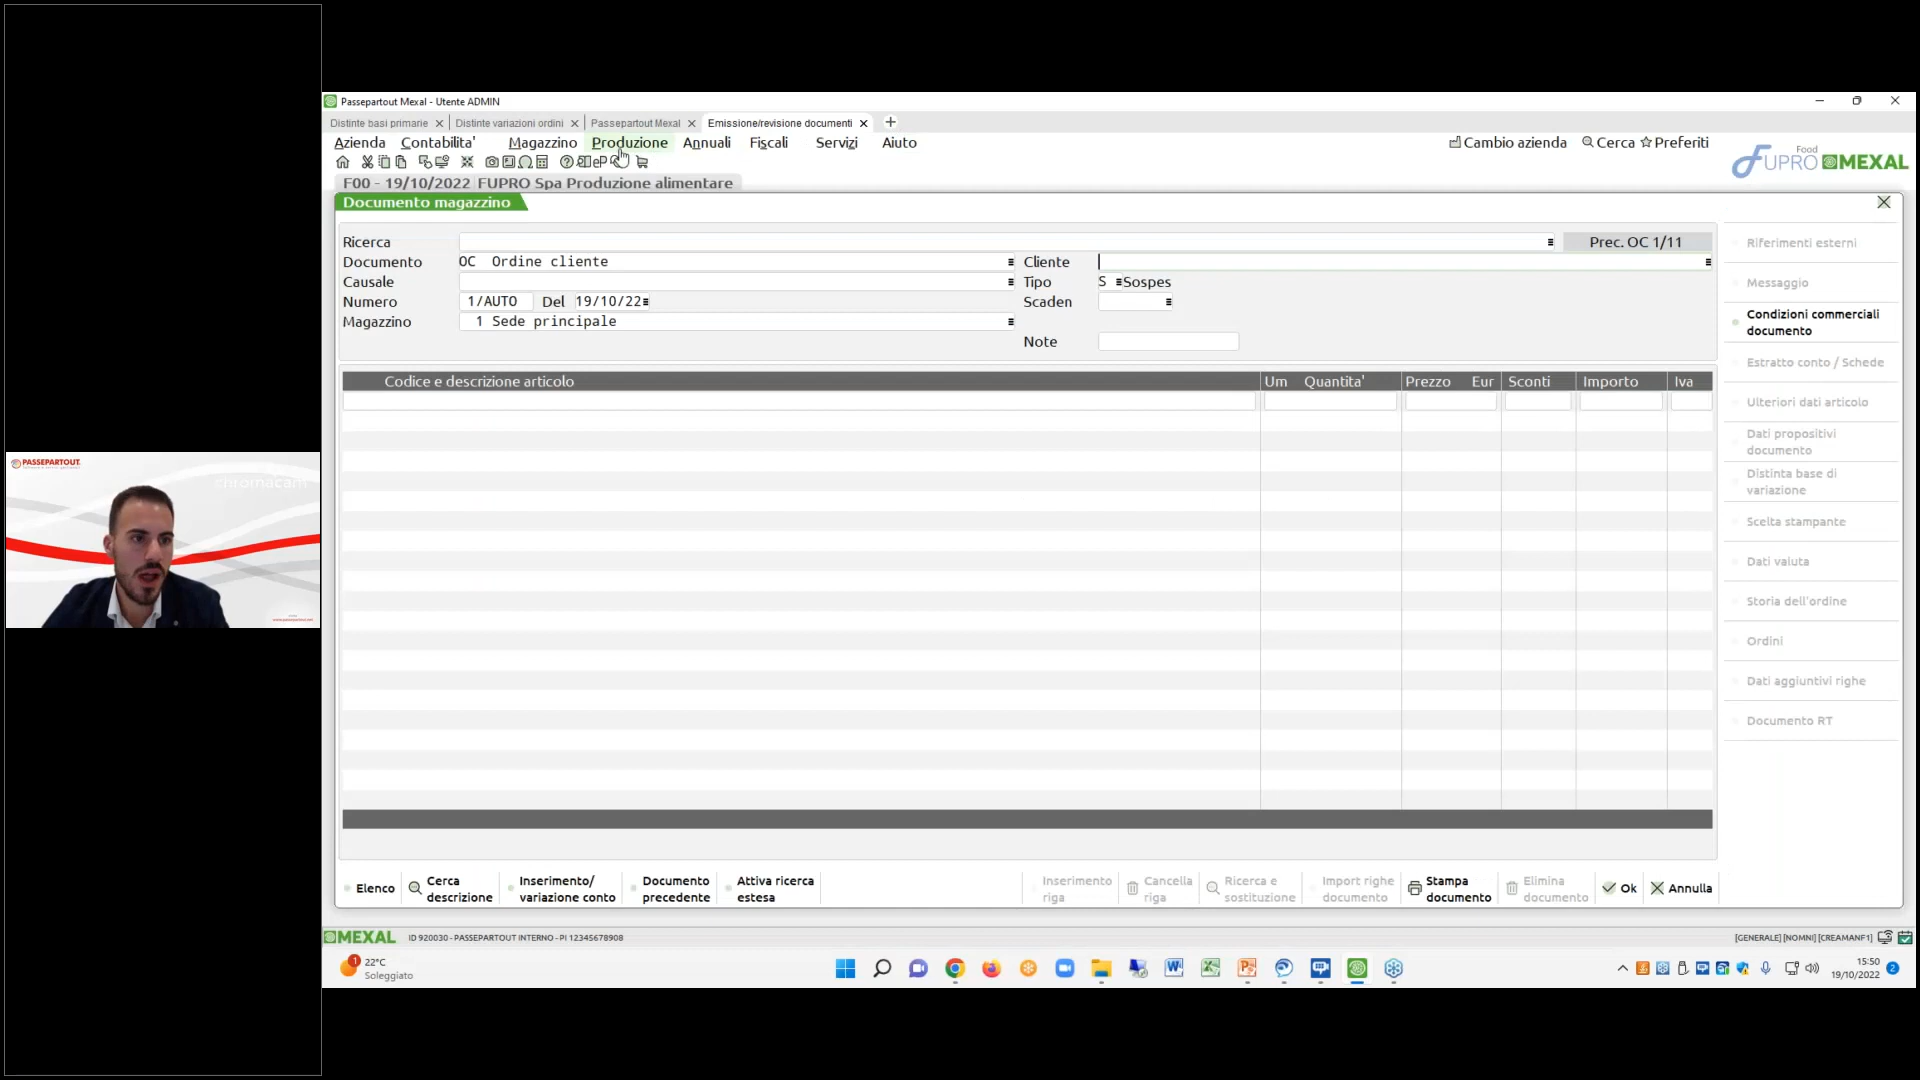 Passepartout Mexal - Utente ADMIN
Distinte basi primarie
Distinte variazioni ordini
Passepartout Mexal
Emissione/revisione documenti
Azienda Contabilita' Magazzino Produzione Annuali Fiscali Servizi Aiuto
Cambio azienda Cerca Preferiti
Food
FUPRO MEXAL
F00 - 19/10/2022 FUPRO Spa Produzione alimentare
Documento magazzino
Ricerca
Prec. OC 1/11
Documento OC Ordine cliente
Cliente
Causale
Tipo S Sospes
Numero 1/AUTO Del 19/10/22
Scaden
Magazzino 1 Sede principale
Note
Codice e descrizione articolo Um Quantita' Prezzo Eur Sconti Importo Iva
Riferimenti esterni
Messaggio
Condizioni commerciali
documento
Estratto conto / Schede
Ulteriori dati articolo
Dati propositivi
documento
Distinta base di
variazione
Scelta stampante
Dati valuta
Storia dell'ordine
Ordini
Dati aggiuntivi righe
Documento RT
PASSEPARTOUT
chromacam
Elenco
Cerca
descrizione
Inserimento/
variazione conto
Documento
precedente
Attiva ricerca
estesa
Inserimento
riga
Cancella
riga
Ricerca e
sostituzione
Import righe
documento
Stampa
documento
Elimina
documento
Ok
Annulla
MEXAL ID 920030 - PASSEPARTOUT INTERNO - PI 12345678908
[GENERALE] [NOMNI] [CREAMANF1]
1
22°C
Soleggiato
15:50
19/10/2022
2